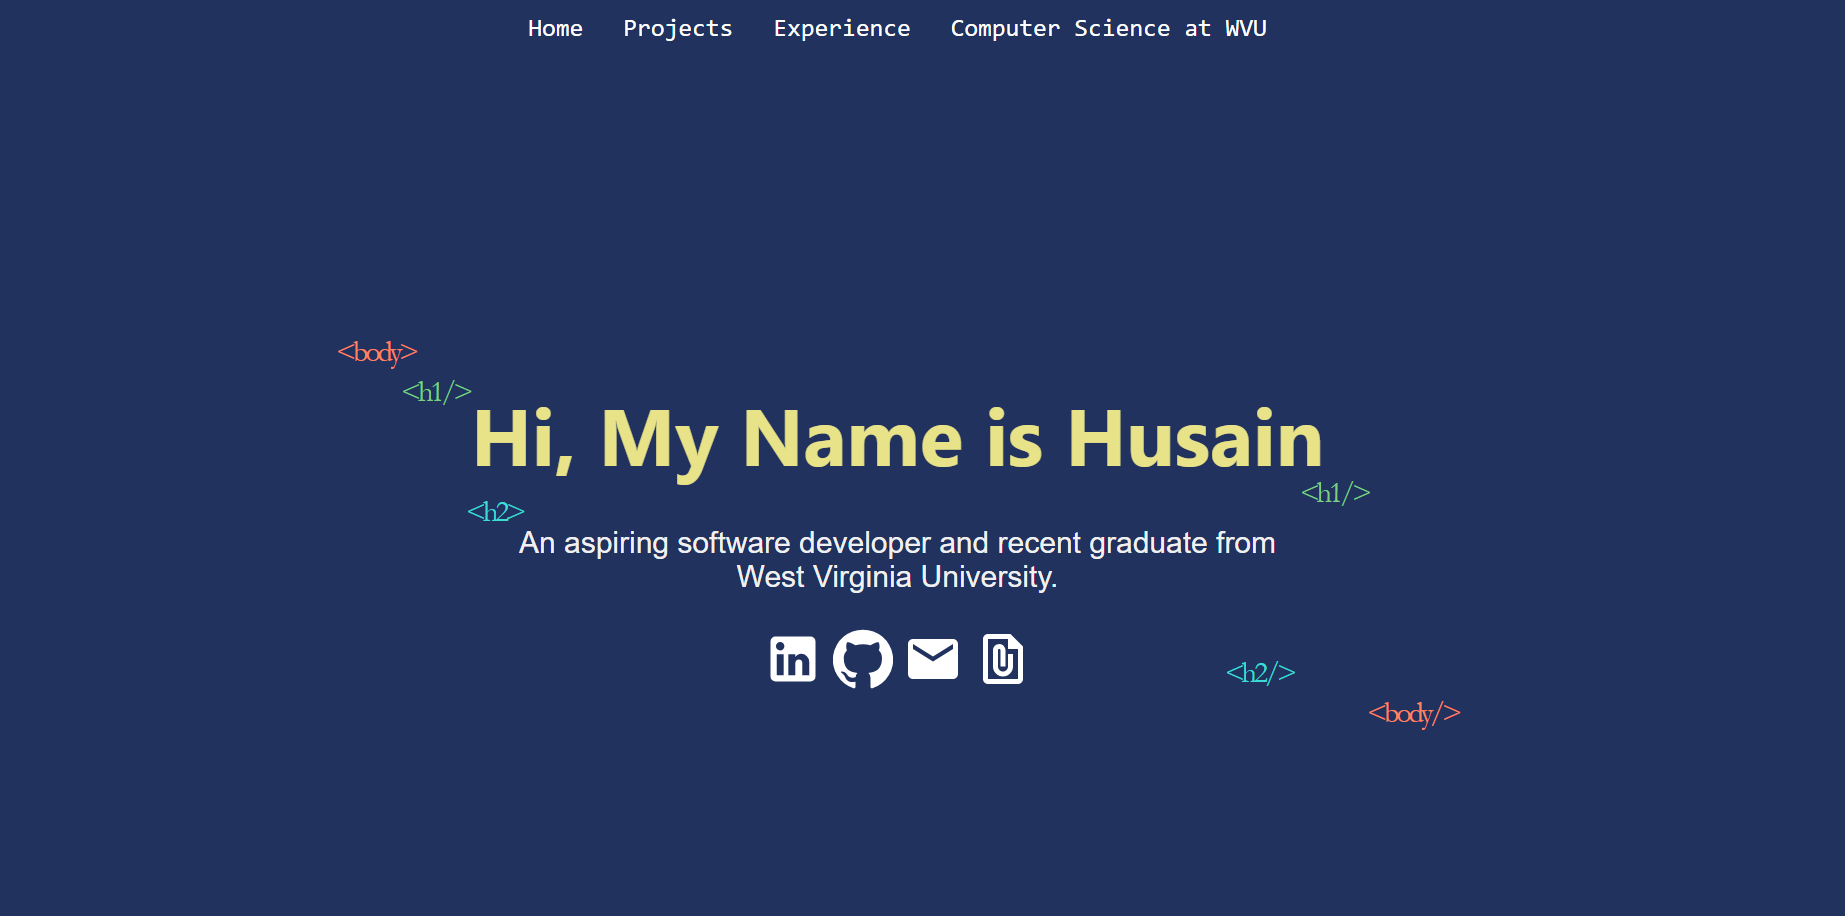 Home Projects Experience Computer Science at WVU
<body>
<h1/>
Hi, My Name is Husain
<h1/>
<h2>
An aspiring software developer and recent graduate from
West Virginia University.
in
<h2/>
<body/>